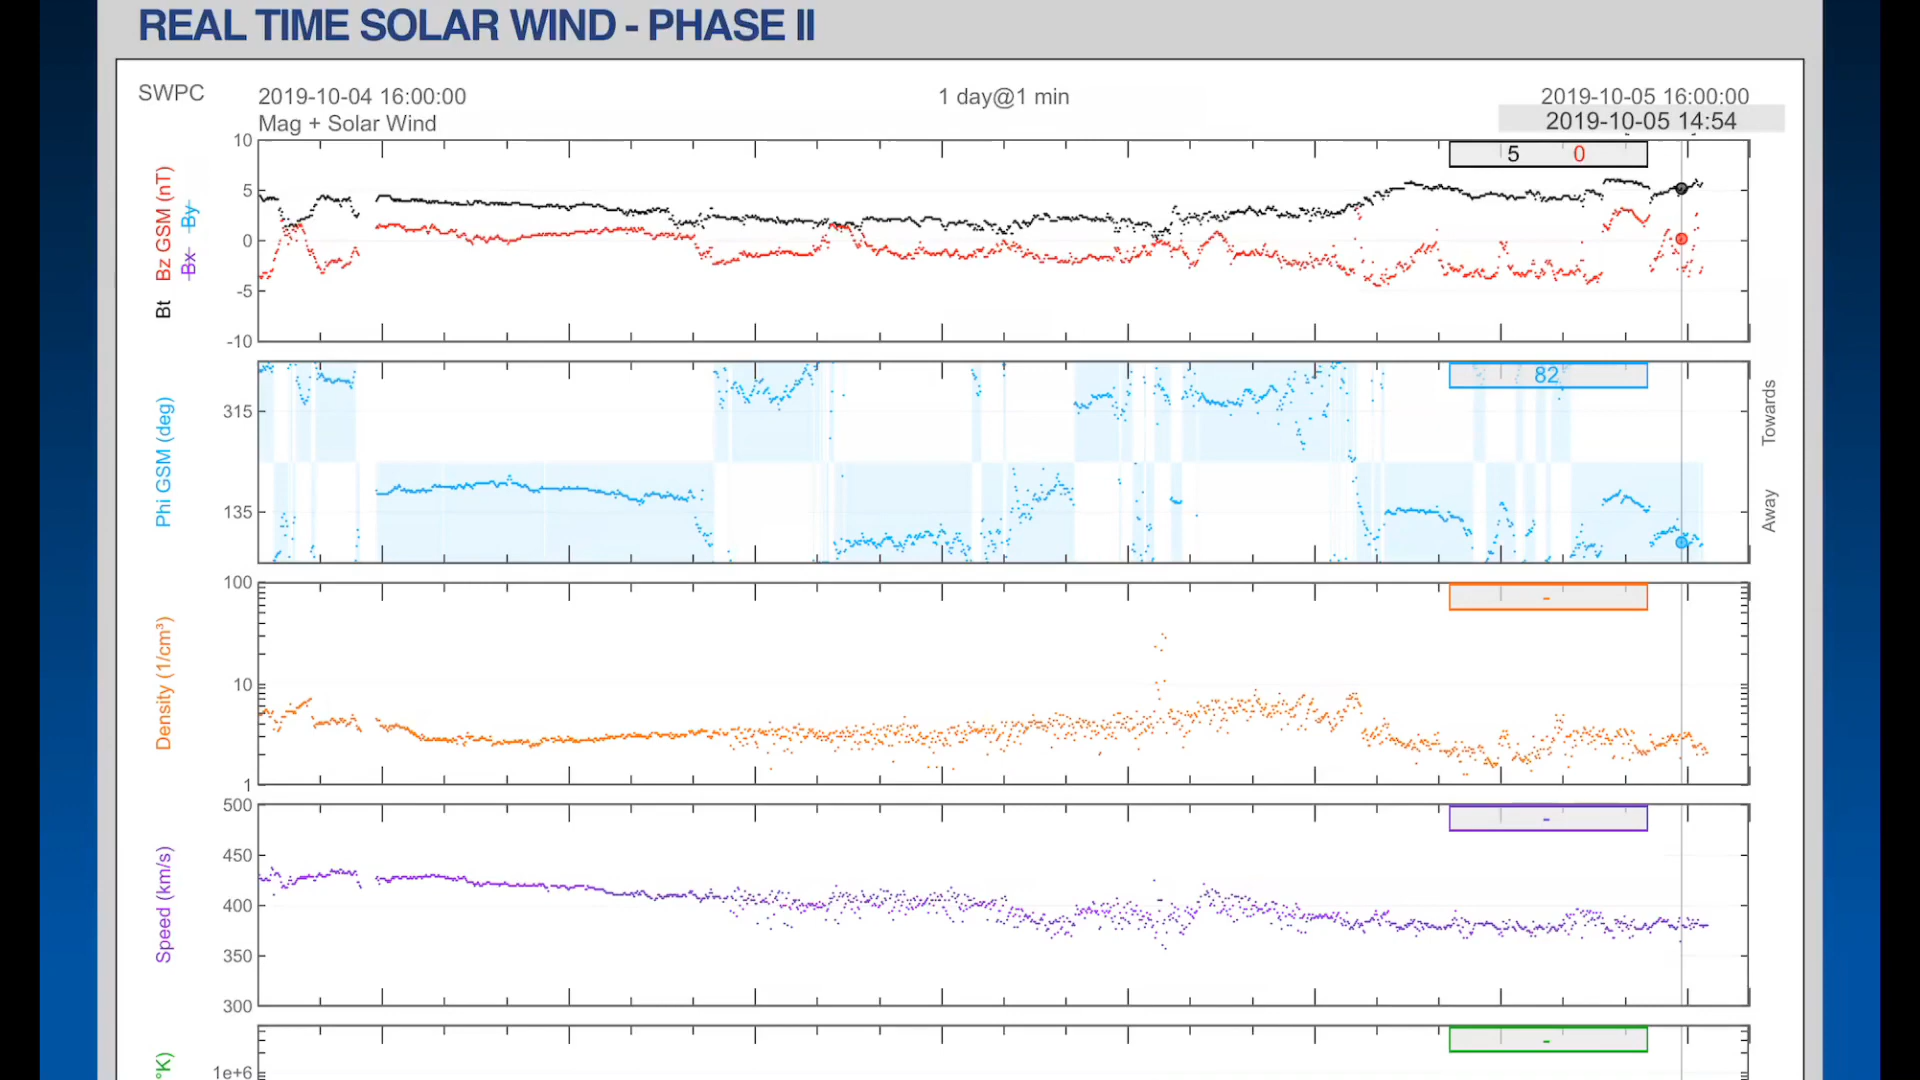 REAL TIME SOLAR WIND - PHASE II
SWPC
2019-10-04 16:00:00
1 day@1 min
2019-10-05 16:00:00
Mag + Solar Wind
2019-10-05 14:54
5 0
10
5
0
-5
-10
Bt Bz GSM (nT)
Bx By
82
315
135
Phi GSM (deg)
Towards
Away
-
100
10
1
Density (1/cm³)
-
500
450
400
350
300
Speed (km/s)
-
1e+6
°K)